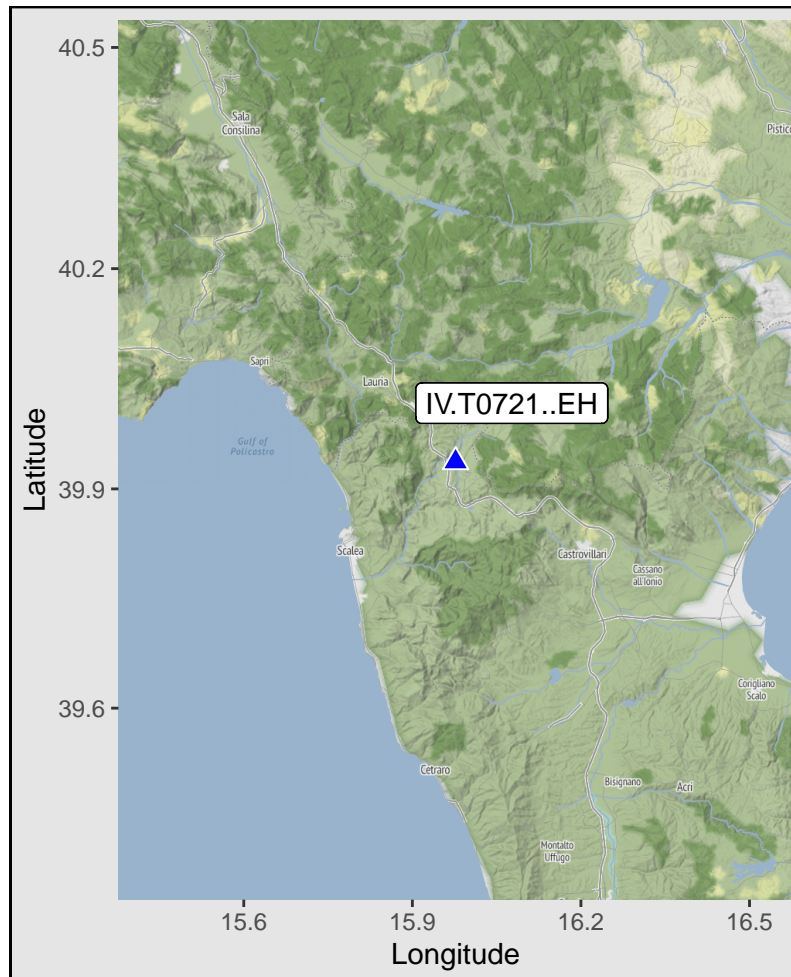 40.5
40.2
39.9
39.6
Latitude
Sala
Consilina
Pistico
Sapri
Lauria
IV.T0721..EH
Gulf of
Policastro
Scalea
Castrovillari
Cassano
all'Ionio
Corigliano
Scalo
Cetraro
Bisignano
Acri
Montalto
Uffugo
15.6
15.9
16.2
16.5
Longitude